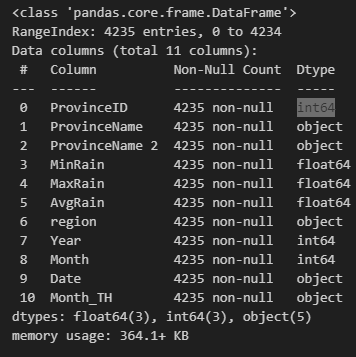 <class 'pandas.core.frame.DataFrame'>
RangeIndex: 4235 entries, 0 to 4234
Data columns (total 11 columns):
 #   Column          Non-Null Count  Dtype
---  ------          --------------  -----
 0   ProvinceID      4235 non-null   int64
 1   ProvinceName    4235 non-null   object
 2   ProvinceName 2  4235 non-null   object
 3   MinRain         4235 non-null   float64
 4   MaxRain         4235 non-null   float64
 5   AvgRain         4235 non-null   float64
 6   region          4235 non-null   object
 7   Year            4235 non-null   int64
 8   Month           4235 non-null   int64
 9   Date            4235 non-null   object
 10  Month_TH        4235 non-null   object
dtypes: float64(3), int64(3), object(5)
memory usage: 364.1+ KB